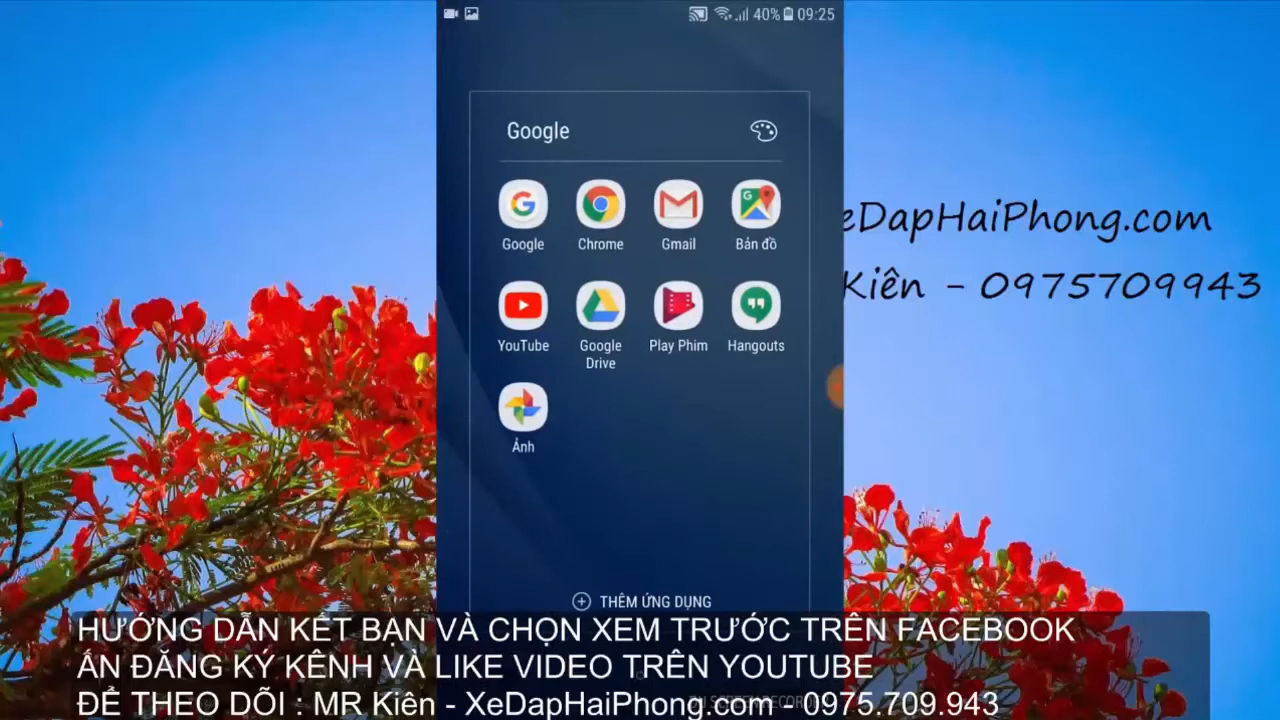 40% 09:25
Google
Google Chrome Gmail Bản đồ
YouTube Google Drive Play Phim Hangouts
Ảnh
THÊM ỨNG DỤNG
eDapHaiPhong.com
Kiên - 0975709943
HƯỚNG DẪN KẾT BẠN VÀ CHỌN XEM TRƯỚC TRÊN FACEBOOK
ẤN ĐĂNG KÝ KÊNH VÀ LIKE VIDEO TRÊN YOUTUBE
ĐỂ THEO DÕI : MR Kiên - XeDapHaiPhong.com - 0975.709.943